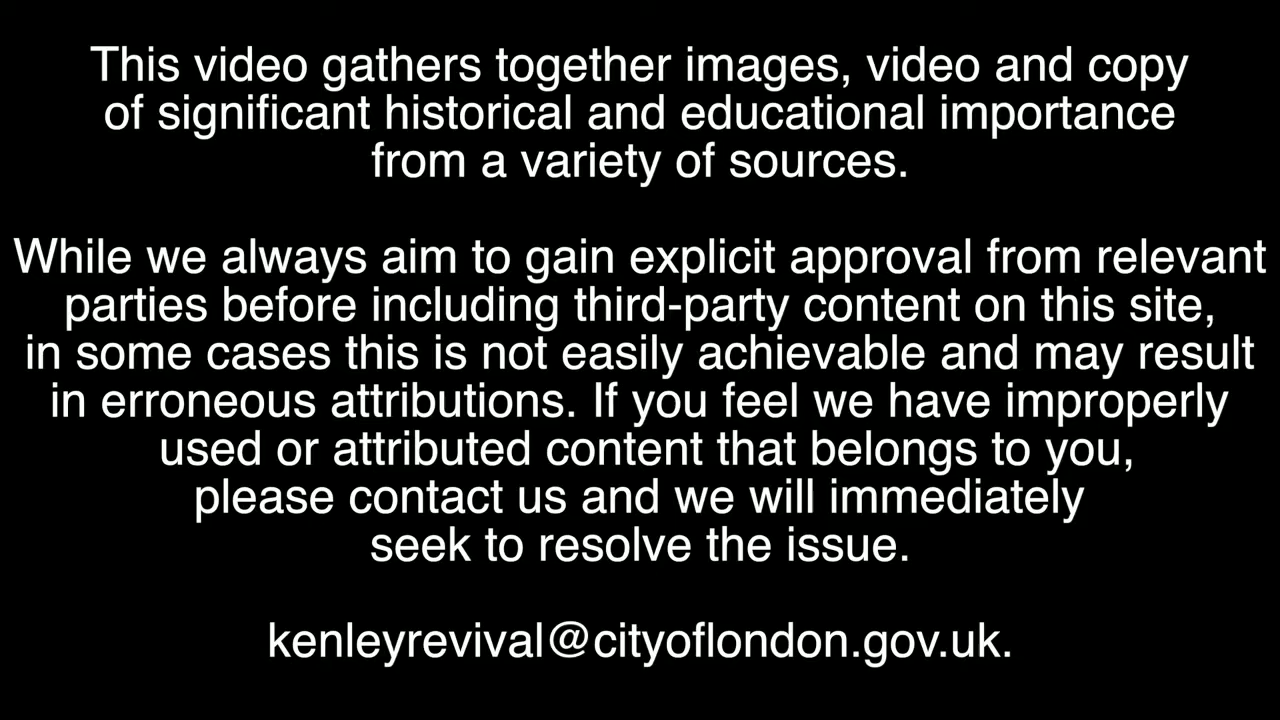 This video gathers together images, video and copy
of significant historical and educational importance
from a variety of sources.
While we always aim to gain explicit approval from relevant
parties before including third-party content on this site,
in some cases this is not easily achievable and may result
in erroneous attributions. If you feel we have improperly
used or attributed content that belongs to you,
please contact us and we will immediately
seek to resolve the issue.
kenleyrevival@cityoflondon.gov.uk.